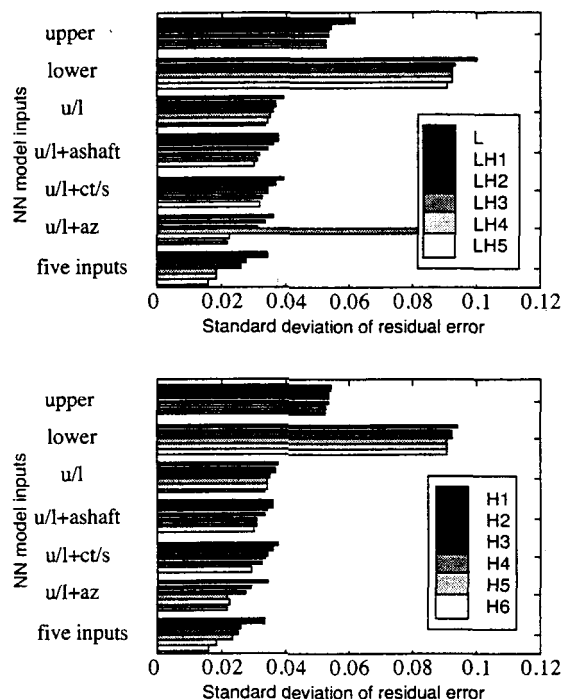 NN model inputs
upper
lower
u/l
u/l+ashaft
u/l+ct/s
u/l+az
five inputs
L
LH1
LH2
LH3
LH4
LH5
0 0.02 0.04 0.06 0.08 0.1 0.12
Standard deviation of residual error
NN model inputs
upper
lower
u/l
u/l+ashaft
u/l+ct/s
u/l+az
five inputs
H1
H2
H3
H4
H5
H6
0 0.02 0.04 0.06 0.08 0.1 0.12
Standard deviation of residual error